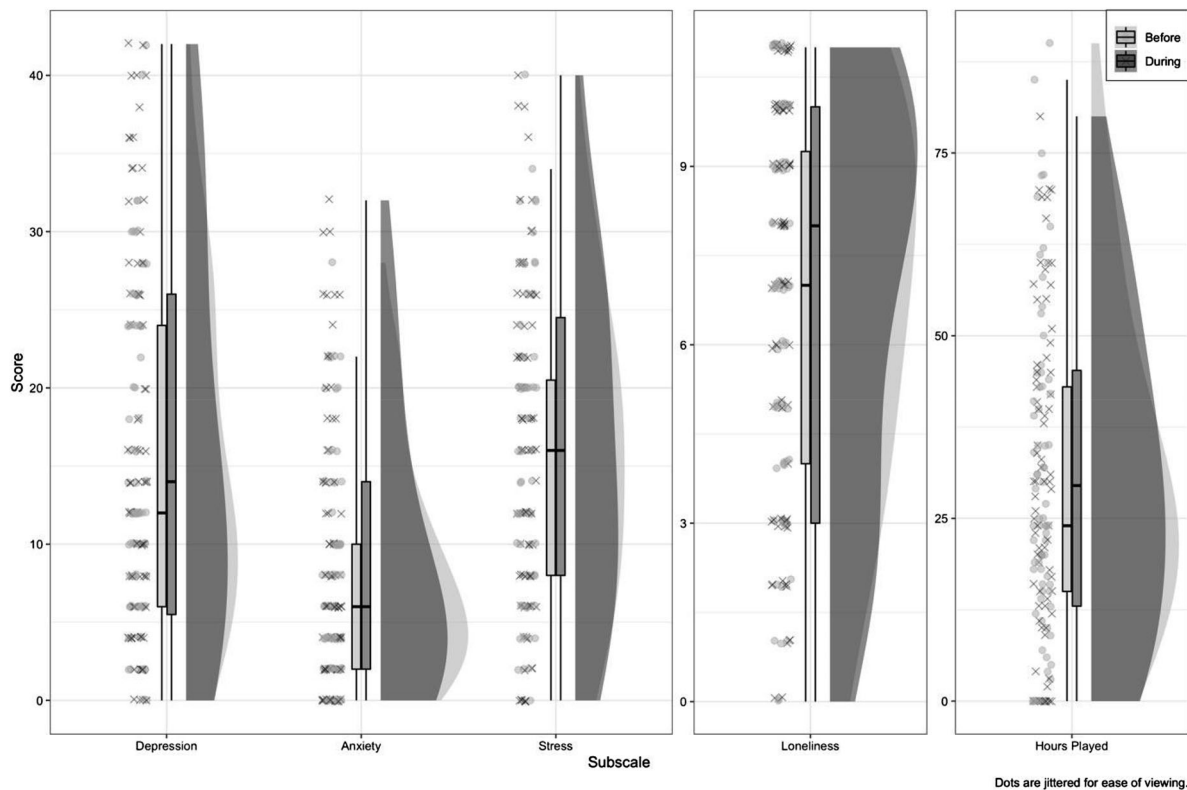 Before
During
Score
40
30
20
10
0
9
6
3
0
75
50
25
0
Depression
Anxiety
Stress
Loneliness
Hours Played
Subscale
Dots are jittered for ease of viewing.